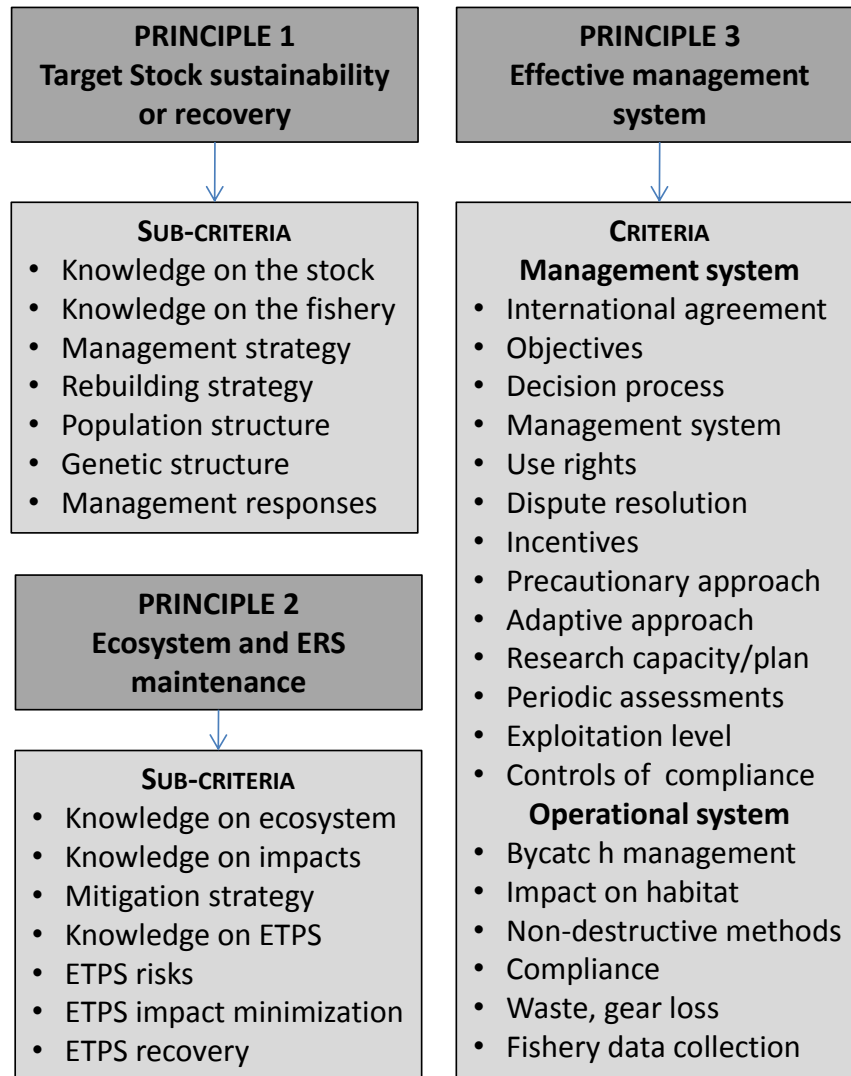 PRINCIPLE 1
Target Stock sustainability
or recovery
SUB-CRITERIA
• Knowledge on the stock
• Knowledge on the fishery
• Management strategy
• Rebuilding strategy
• Population structure
• Genetic structure
• Management responses
PRINCIPLE 2
Ecosystem and ERS
maintenance
SUB-CRITERIA
• Knowledge on ecosystem
• Knowledge on impacts
• Mitigation strategy
• Knowledge on ETPS
• ETPS risks
• ETPS impact minimization
• ETPS recovery
PRINCIPLE 3
Effective management
system
CRITERIA
Management system
• International agreement
• Objectives
• Decision process
• Management system
• Use rights
• Dispute resolution
• Incentives
• Precautionary approach
• Adaptive approach
• Research capacity/plan
• Periodic assessments
• Exploitation level
• Controls of  compliance
Operational system
• Bycatc h management
• Impact on habitat
• Non-destructive methods
• Compliance
• Waste, gear loss
• Fishery data collection